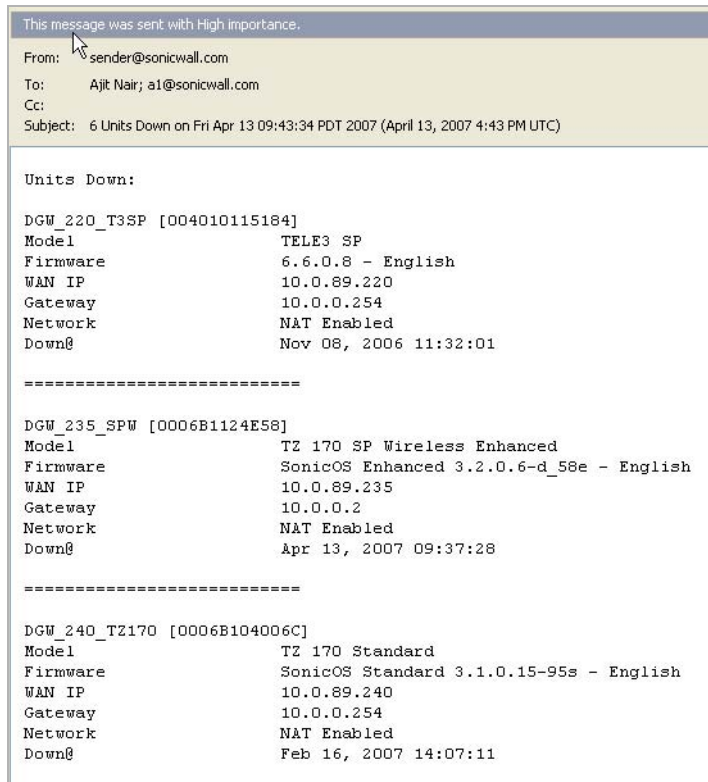 This message was sent with High importance.
From: sender@sonicwall.com
To: Ajit Nair; a1@sonicwall.com
Cc:
Subject: 6 Units Down on Fri Apr 13 09:43:34 PDT 2007 (April 13, 2007 4:43 PM UTC)
Units Down:
DGW_220_T3SP [004010115184]
Model TELE3 SP
Firmware 6.6.0.8 - English
WAN IP 10.0.89.220
Gateway 10.0.0.254
Network NAT Enabled
Down@ Nov 08, 2006 11:32:01
===========================
DGW_235_SPW [0006B1124E58]
Model TZ 170 SP Wireless Enhanced
Firmware SonicOS Enhanced 3.2.0.6-d_58e - English
WAN IP 10.0.89.235
Gateway 10.0.0.2
Network NAT Enabled
Down@ Apr 13, 2007 09:37:28
===========================
DGW_240_TZ170 [0006B104006C]
Model TZ 170 Standard
Firmware SonicOS Standard 3.1.0.15-95s - English
WAN IP 10.0.89.240
Gateway 10.0.0.254
Network NAT Enabled
Down@ Feb 16, 2007 14:07:11